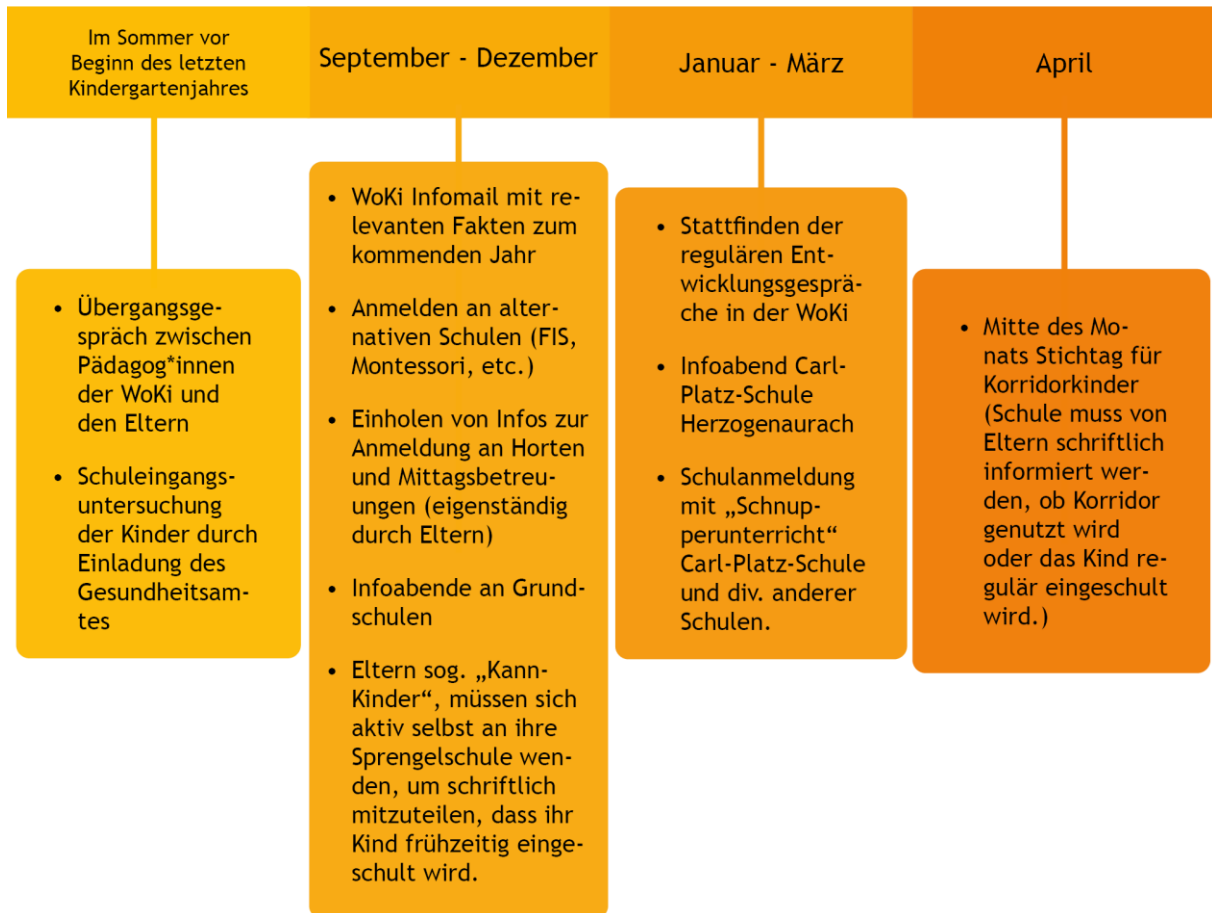 Im Sommer vor
Beginn des letzten
Kindergartenjahres
September - Dezember
Januar - März
April
• Übergangsge-
spräch zwischen
Pädagog*innen
der WoKi und
den Eltern
• Schuleingangs-
untersuchung
der Kinder durch
Einladung des
Gesundheitsam-
tes
• WoKi Infomail mit re-
levanten Fakten zum
kommenden Jahr
• Anmelden an alter-
nativen Schulen (FIS,
Montessori, etc.)
• Einholen von Infos zur
Anmeldung an Horten
und Mittagsbetreu-
ungen (eigenständig
durch Eltern)
• Infoabende an Grund-
schulen
• Eltern sog. „Kann-
Kinder“, müssen sich
aktiv selbst an ihre
Sprengelschule wen-
den, um schriftlich
mitzuteilen, dass ihr
Kind frühzeitig einge-
schult wird.
• Stattfinden der
regulären Ent-
wicklungsgesprä-
che in der WoKi
• Infoabend Carl-
Platz-Schule
Herzogenaurach
• Schulanmeldung
mit „Schnup-
perunterricht“
Carl-Platz-Schule
und div. anderer
Schulen.
• Mitte des Mo-
nats Stichtag für
Korridorkinder
(Schule muss von
Eltern schriftlich
informiert wer-
den, ob Korridor
genutzt wird
oder das Kind re-
gulär eingeschult
wird.)